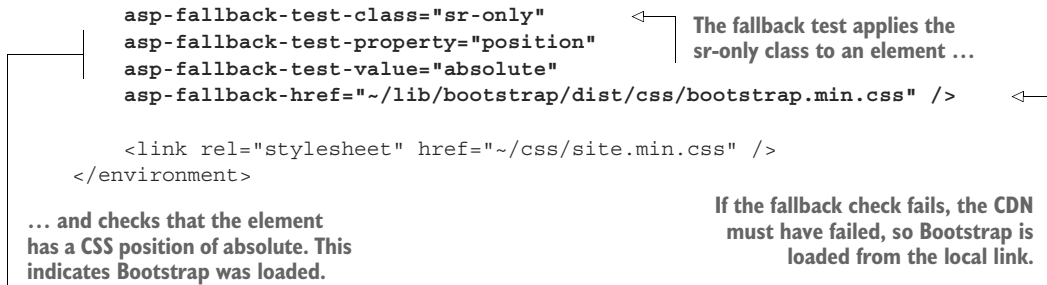 asp-fallback-test-class="sr-only"
The fallback test applies the
sr-only class to an element …
asp-fallback-test-property="position"
asp-fallback-test-value="absolute"
asp-fallback-href="~/lib/bootstrap/dist/css/bootstrap.min.css" />
<link rel="stylesheet" href="~/css/site.min.css" />
</environment>
… and checks that the element
has a CSS position of absolute. This
indicates Bootstrap was loaded.
If the fallback check fails, the CDN
must have failed, so Bootstrap is
loaded from the local link.